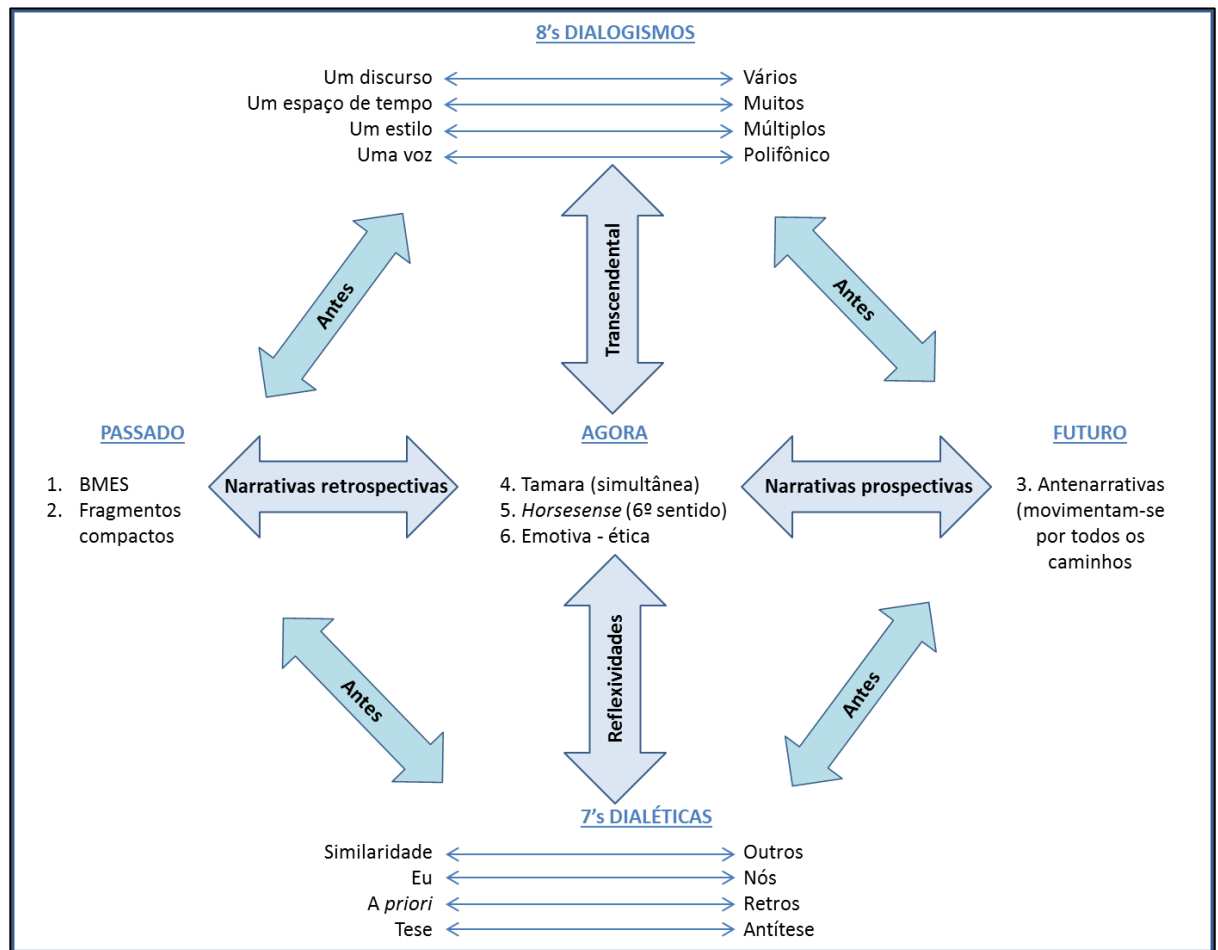 8's DIALOGISMOS
Um discurso Vários
Um espaço de tempo Muitos
Um estilo Múltiplos
Uma voz Polifônico
Antes
Transcendental
Antes
PASSADO
AGORA
FUTURO
1. BMES
2. Fragmentos
compactos
Narrativas retrospectivas
4. Tamara (simultânea)
5. Horsesense (6º sentido)
6. Emotiva - ética
Narrativas prospectivas
3. Antenarrativas
(movimentam-se
por todos os
caminhos
Antes
Reflexividades
Antes
7's DIALÉTICAS
Similaridade Outros
Eu Nós
A priori Retros
Tese Antítese